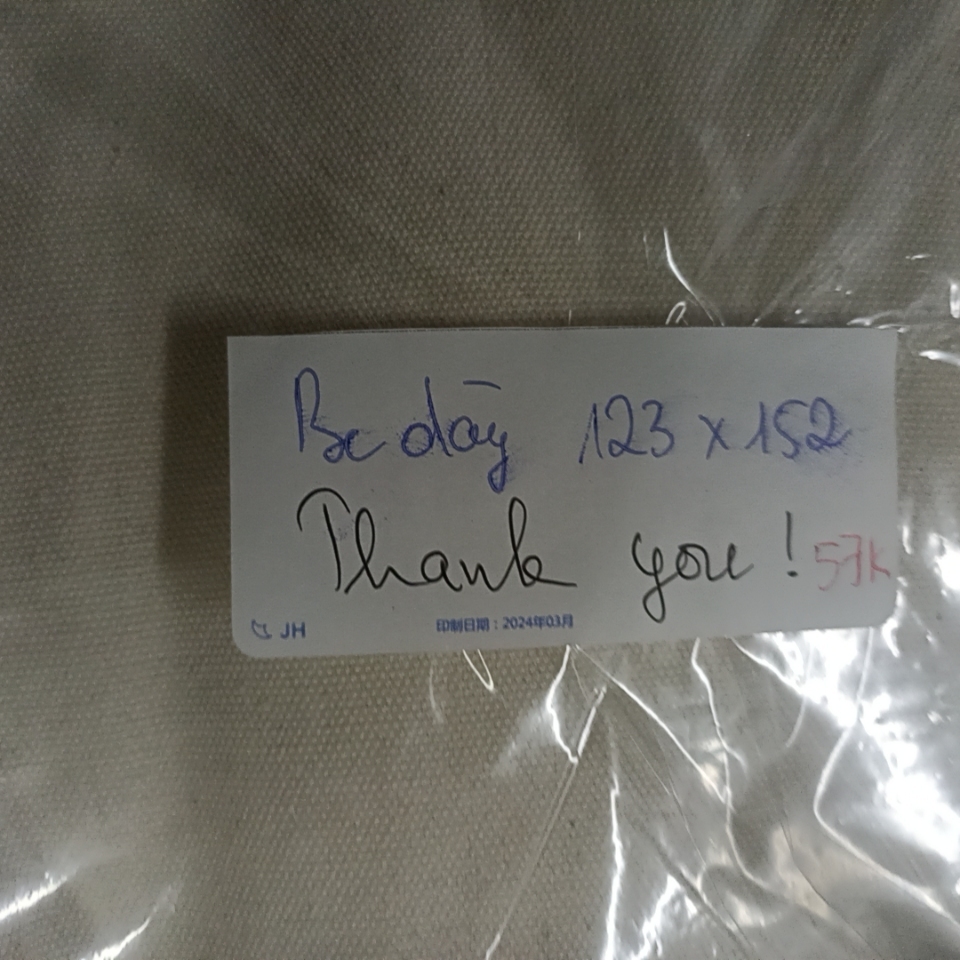 Bc dày 123 x 152
Thank you! 57K
JH 印制日期：2024年03月